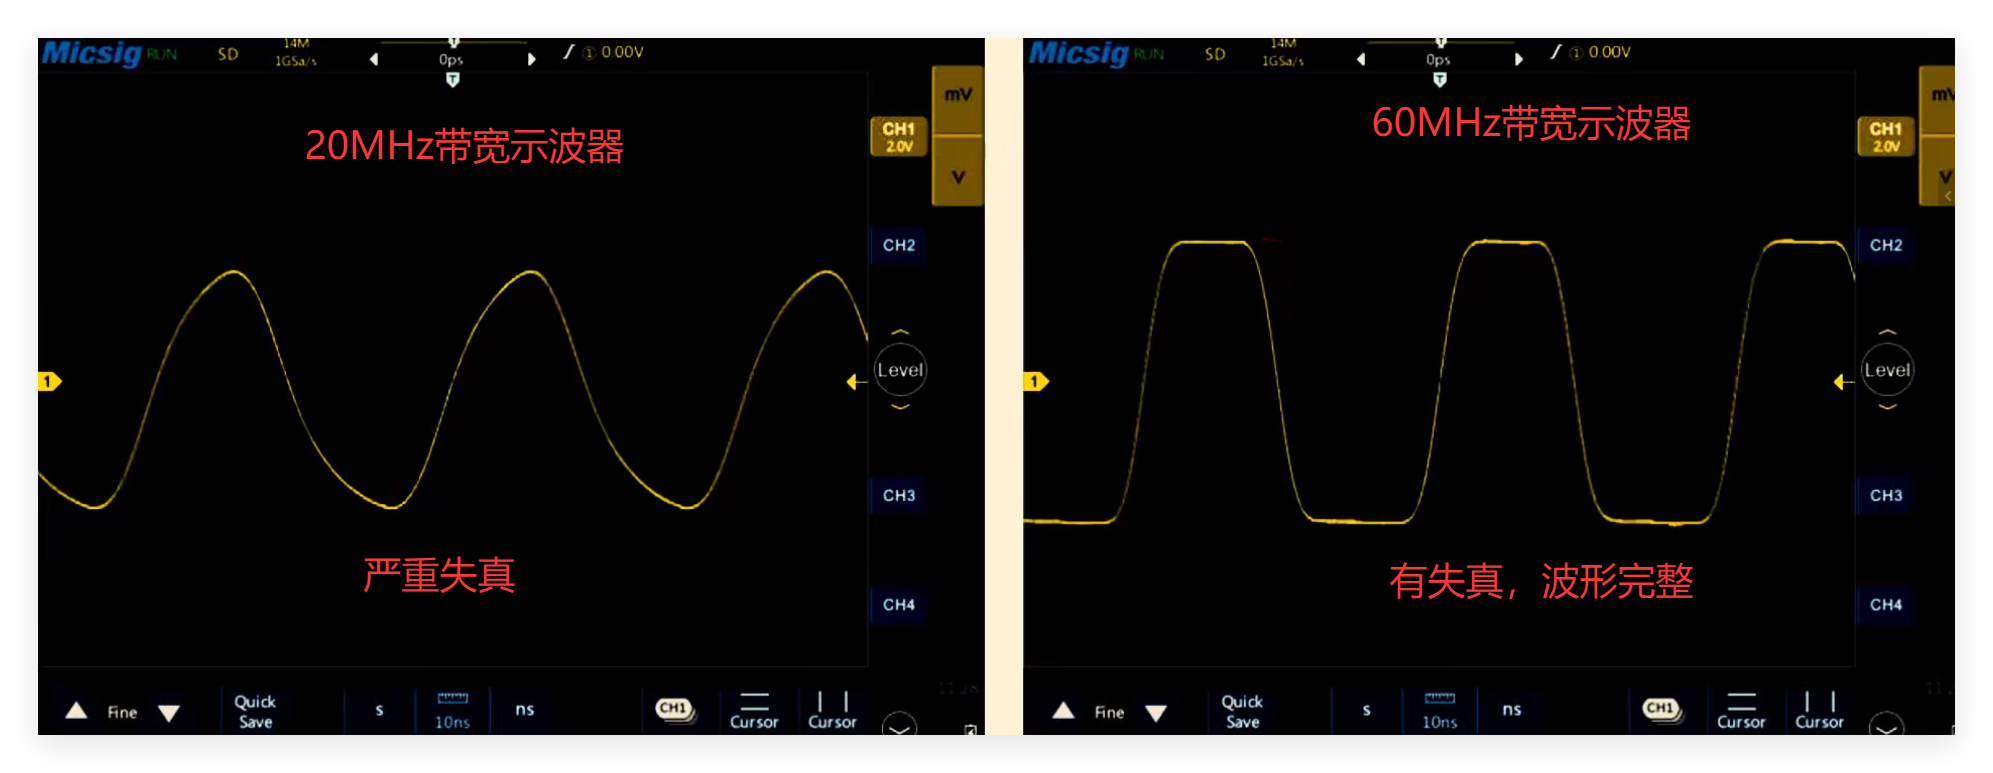 Micsig RUN SD 14M 1GSa/s 0ps T ① 0.00V
20MHz带宽示波器
mV
CH1
2.0V
V
CH2
1
Level
CH3
严重失真
CH4
Fine Quick Save s 10ns ns CH1 Cursor Cursor
Micsig RUN SD 14M 1GSa/s 0ps T ① 0.00V
60MHz带宽示波器
CH1
2.0V
V
CH2
1
Level
CH3
有失真，波形完整
CH4
Fine Quick Save s 10ns ns CH1 Cursor Cursor